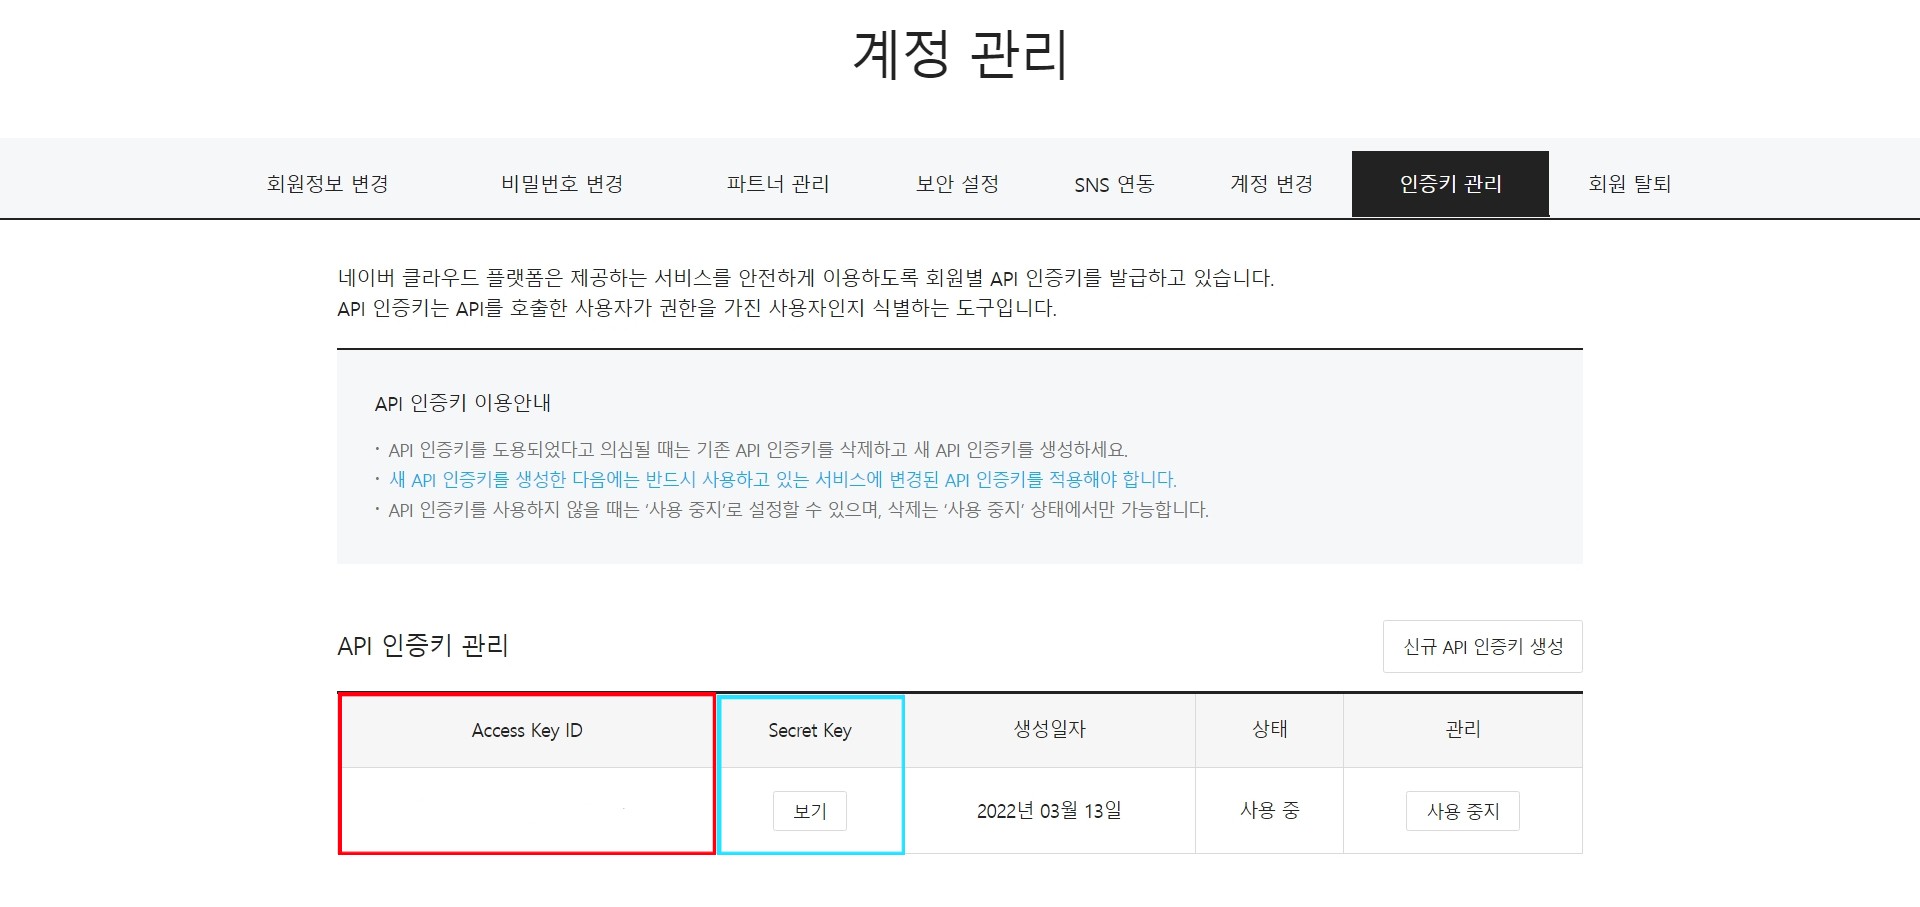 계정 관리
회원정보 변경 비밀번호 변경 파트너 관리 보안 설정 SNS 연동 계정 변경 인증키 관리 회원 탈퇴
네이버 클라우드 플랫폼은 제공하는 서비스를 안전하게 이용하도록 회원별 API 인증키를 발급하고 있습니다.
API 인증키는 API를 호출한 사용자가 권한을 가진 사용자인지 식별하는 도구입니다.
API 인증키 이용안내
· API 인증키를 도용되었다고 의심될 때는 기존 API 인증키를 삭제하고 새 API 인증키를 생성하세요.
· 새 API 인증키를 생성한 다음에는 반드시 사용하고 있는 서비스에 변경된 API 인증키를 적용해야 합니다.
· API 인증키를 사용하지 않을 때는 ‘사용 중지’로 설정할 수 있으며, 삭제는 ‘사용 중지’ 상태에서만 가능합니다.
API 인증키 관리 신규 API 인증키 생성
Access Key ID Secret Key 생성일자 상태 관리
보기 2022년 03월 13일 사용 중 사용 중지